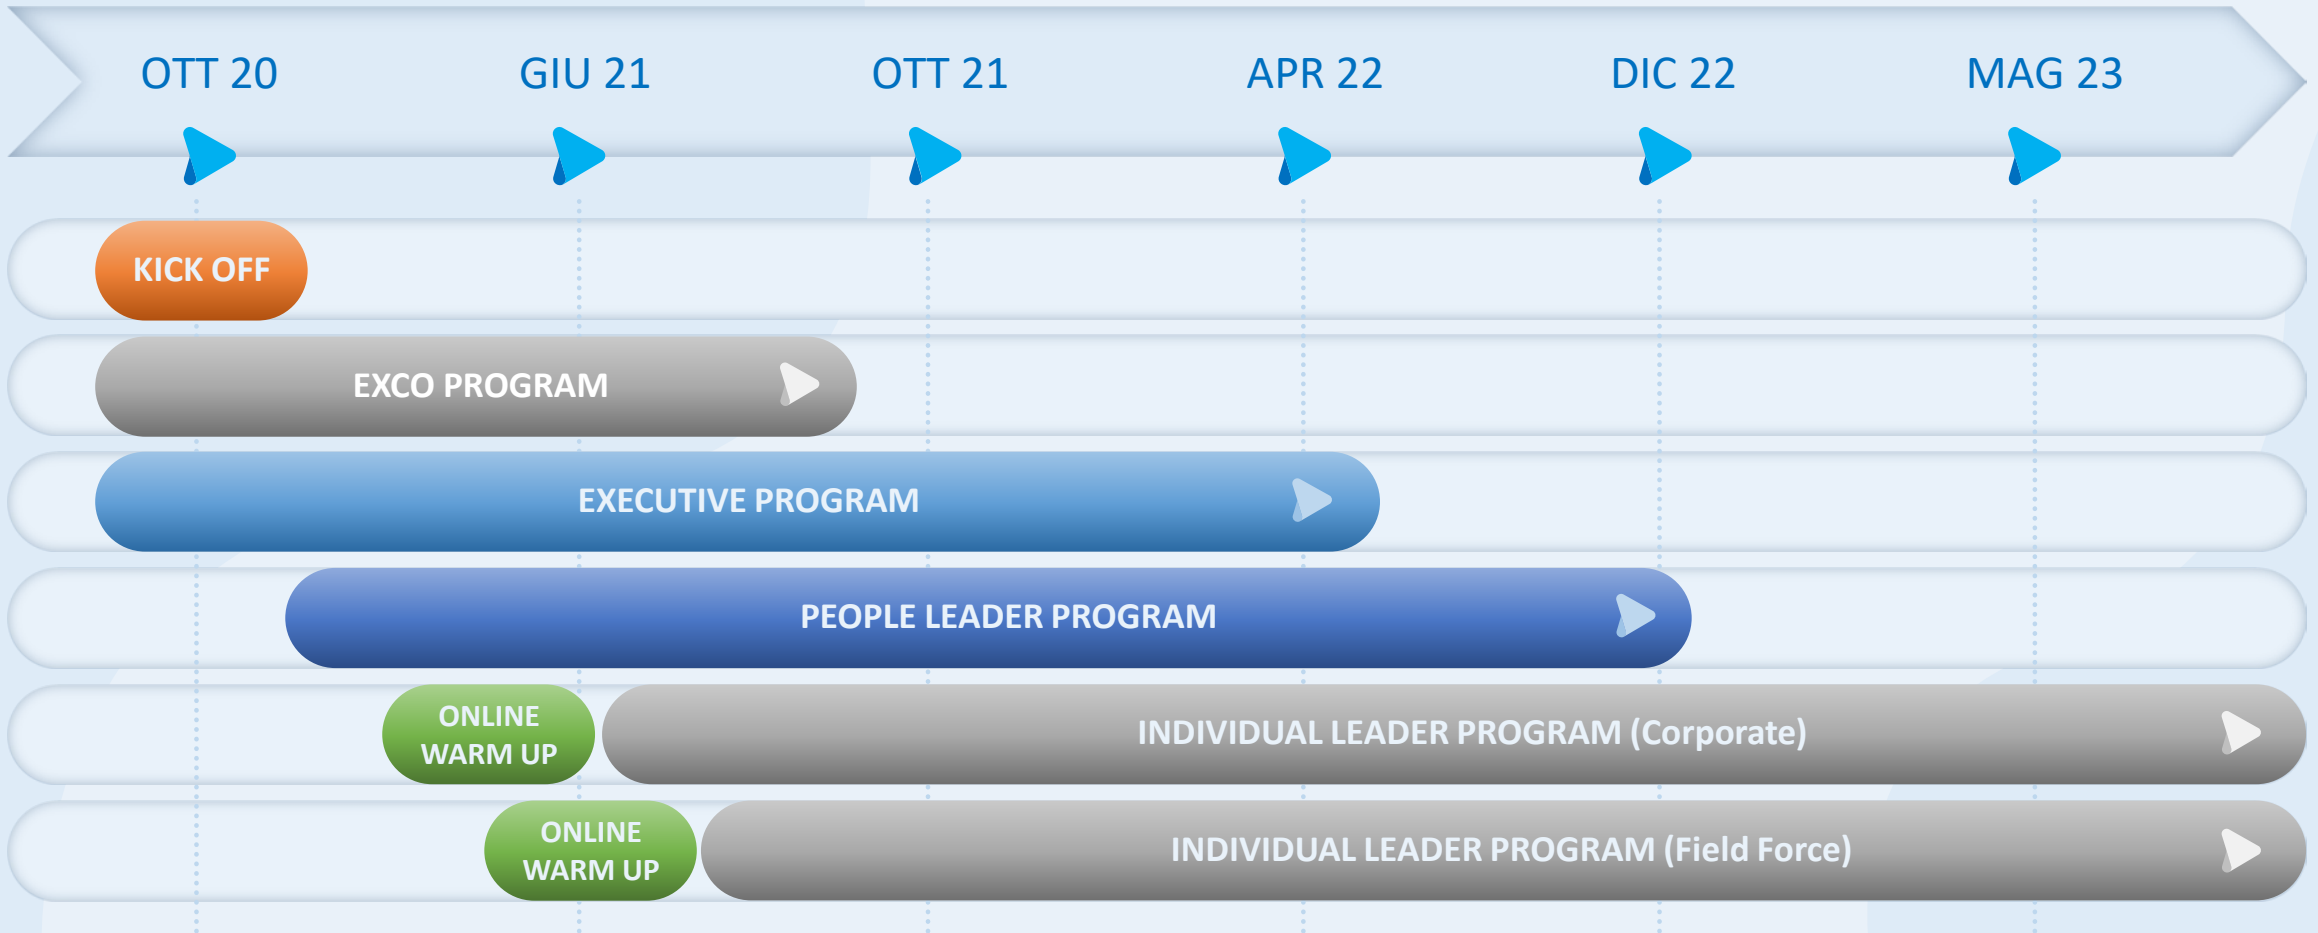 OTT 20
GIU 21
OTT 21
APR 22
DIC 22
MAG 23
KICK OFF
EXCO PROGRAM
EXECUTIVE PROGRAM
PEOPLE LEADER PROGRAM
ONLINE
WARM UP
INDIVIDUAL LEADER PROGRAM (Corporate)
ONLINE
WARM UP
INDIVIDUAL LEADER PROGRAM (Field Force)